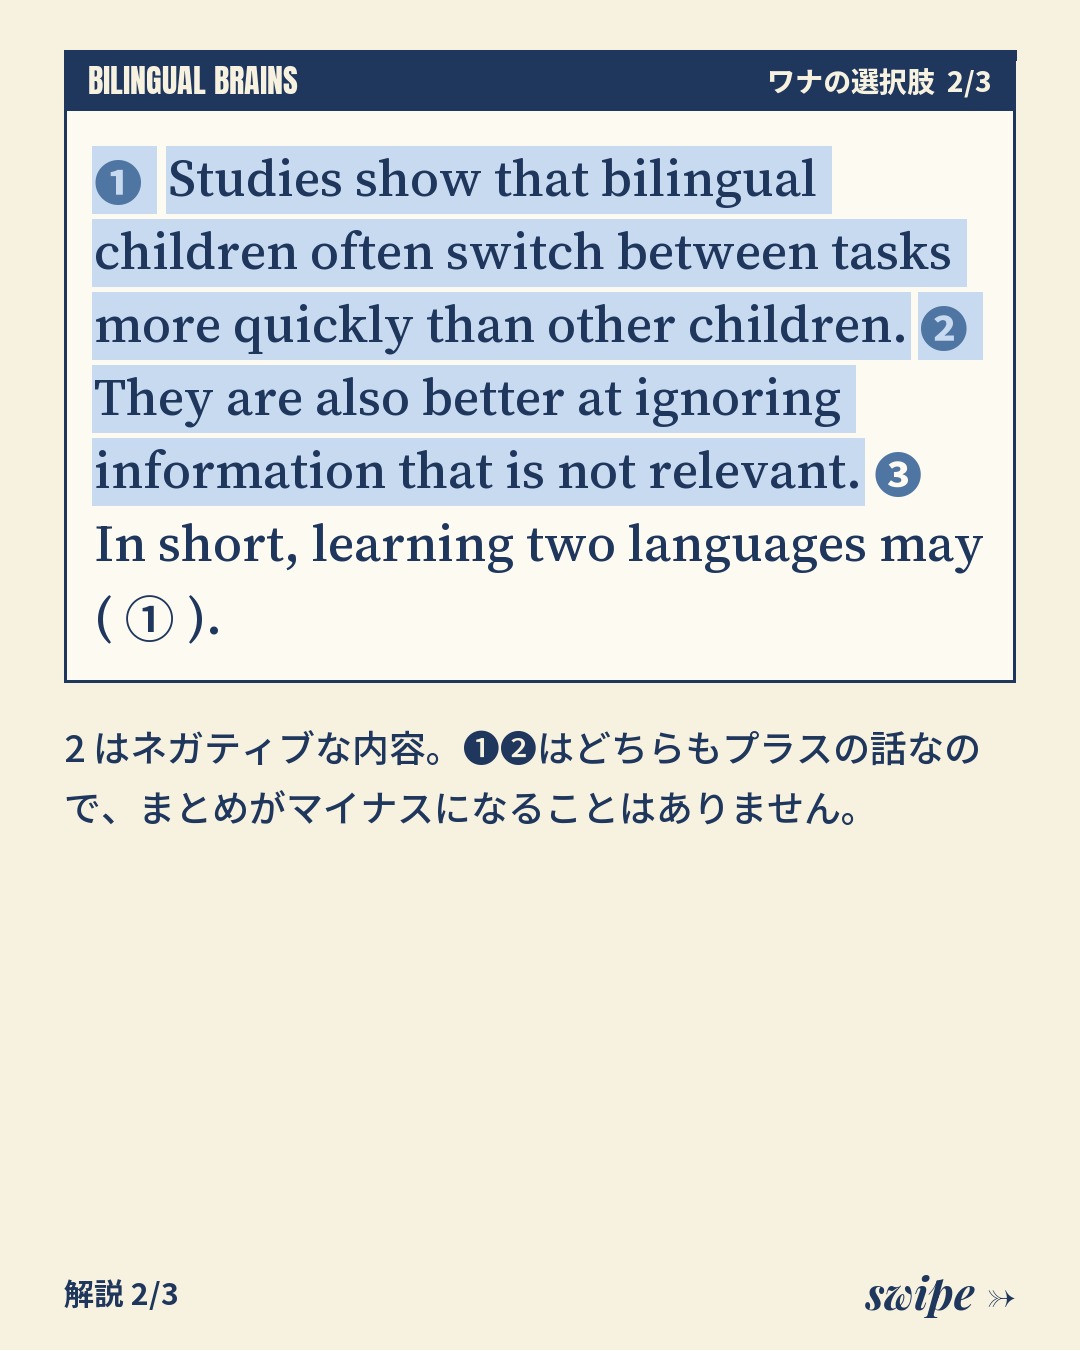 BILINGUAL BRAINS
ワナの選択肢 2/3
❶ Studies show that bilingual
children often switch between tasks
more quickly than other children. ❷
They are also better at ignoring
information that is not relevant. ❸
In short, learning two languages may
( ① ).
2 はネガティブな内容。❶❷はどちらもプラスの話なの
で、まとめがマイナスになることはありません。
解説 2/3
swipe